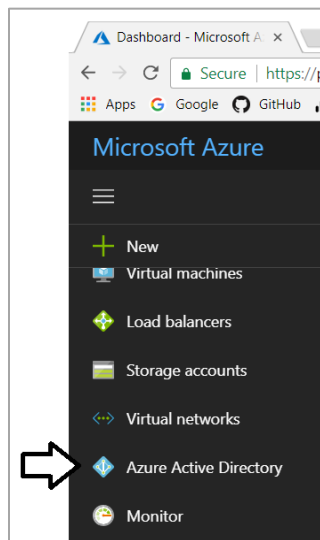 Dashboard - Microsoft A
Secure | https://p
Apps Google GitHub
Microsoft Azure
New
Virtual machines
Load balancers
Storage accounts
Virtual networks
Azure Active Directory
Monitor